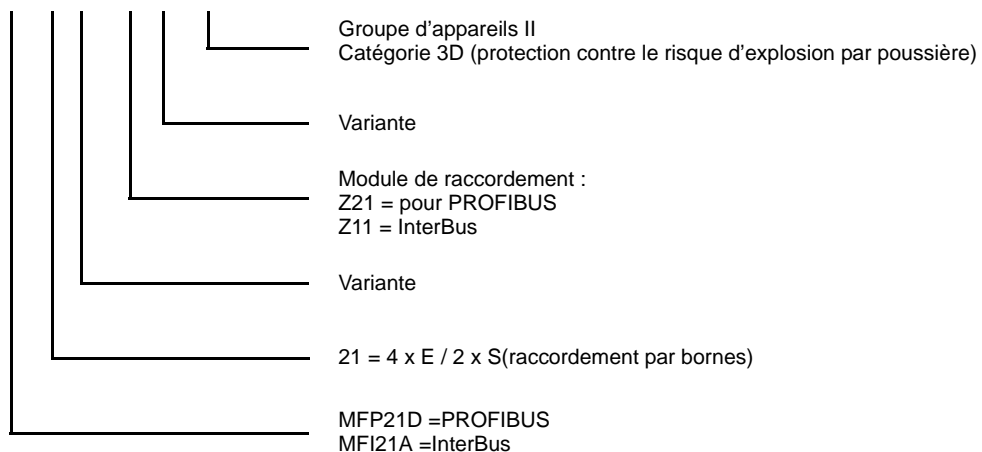 Groupe d'appareils II
Catégorie 3D (protection contre le risque d'explosion par poussière)
Variante
Module de raccordement :
Z21 = pour PROFIBUS
Z11 = InterBus
Variante
21 = 4 x E / 2 x S(raccordement par bornes)
MFP21D =PROFIBUS
MFI21A =InterBus